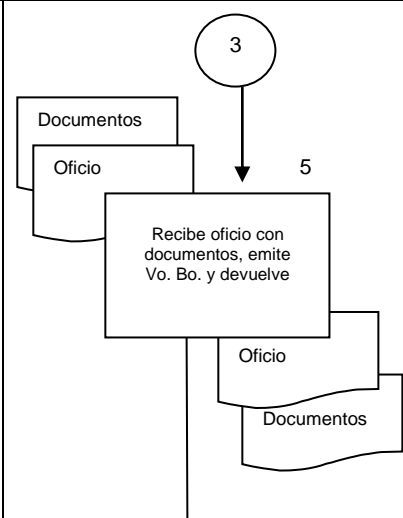 3
Documentos
Oficio
5
Recibe oficio con
documentos, emite
Vo. Bo. y devuelve
Oficio
Documentos